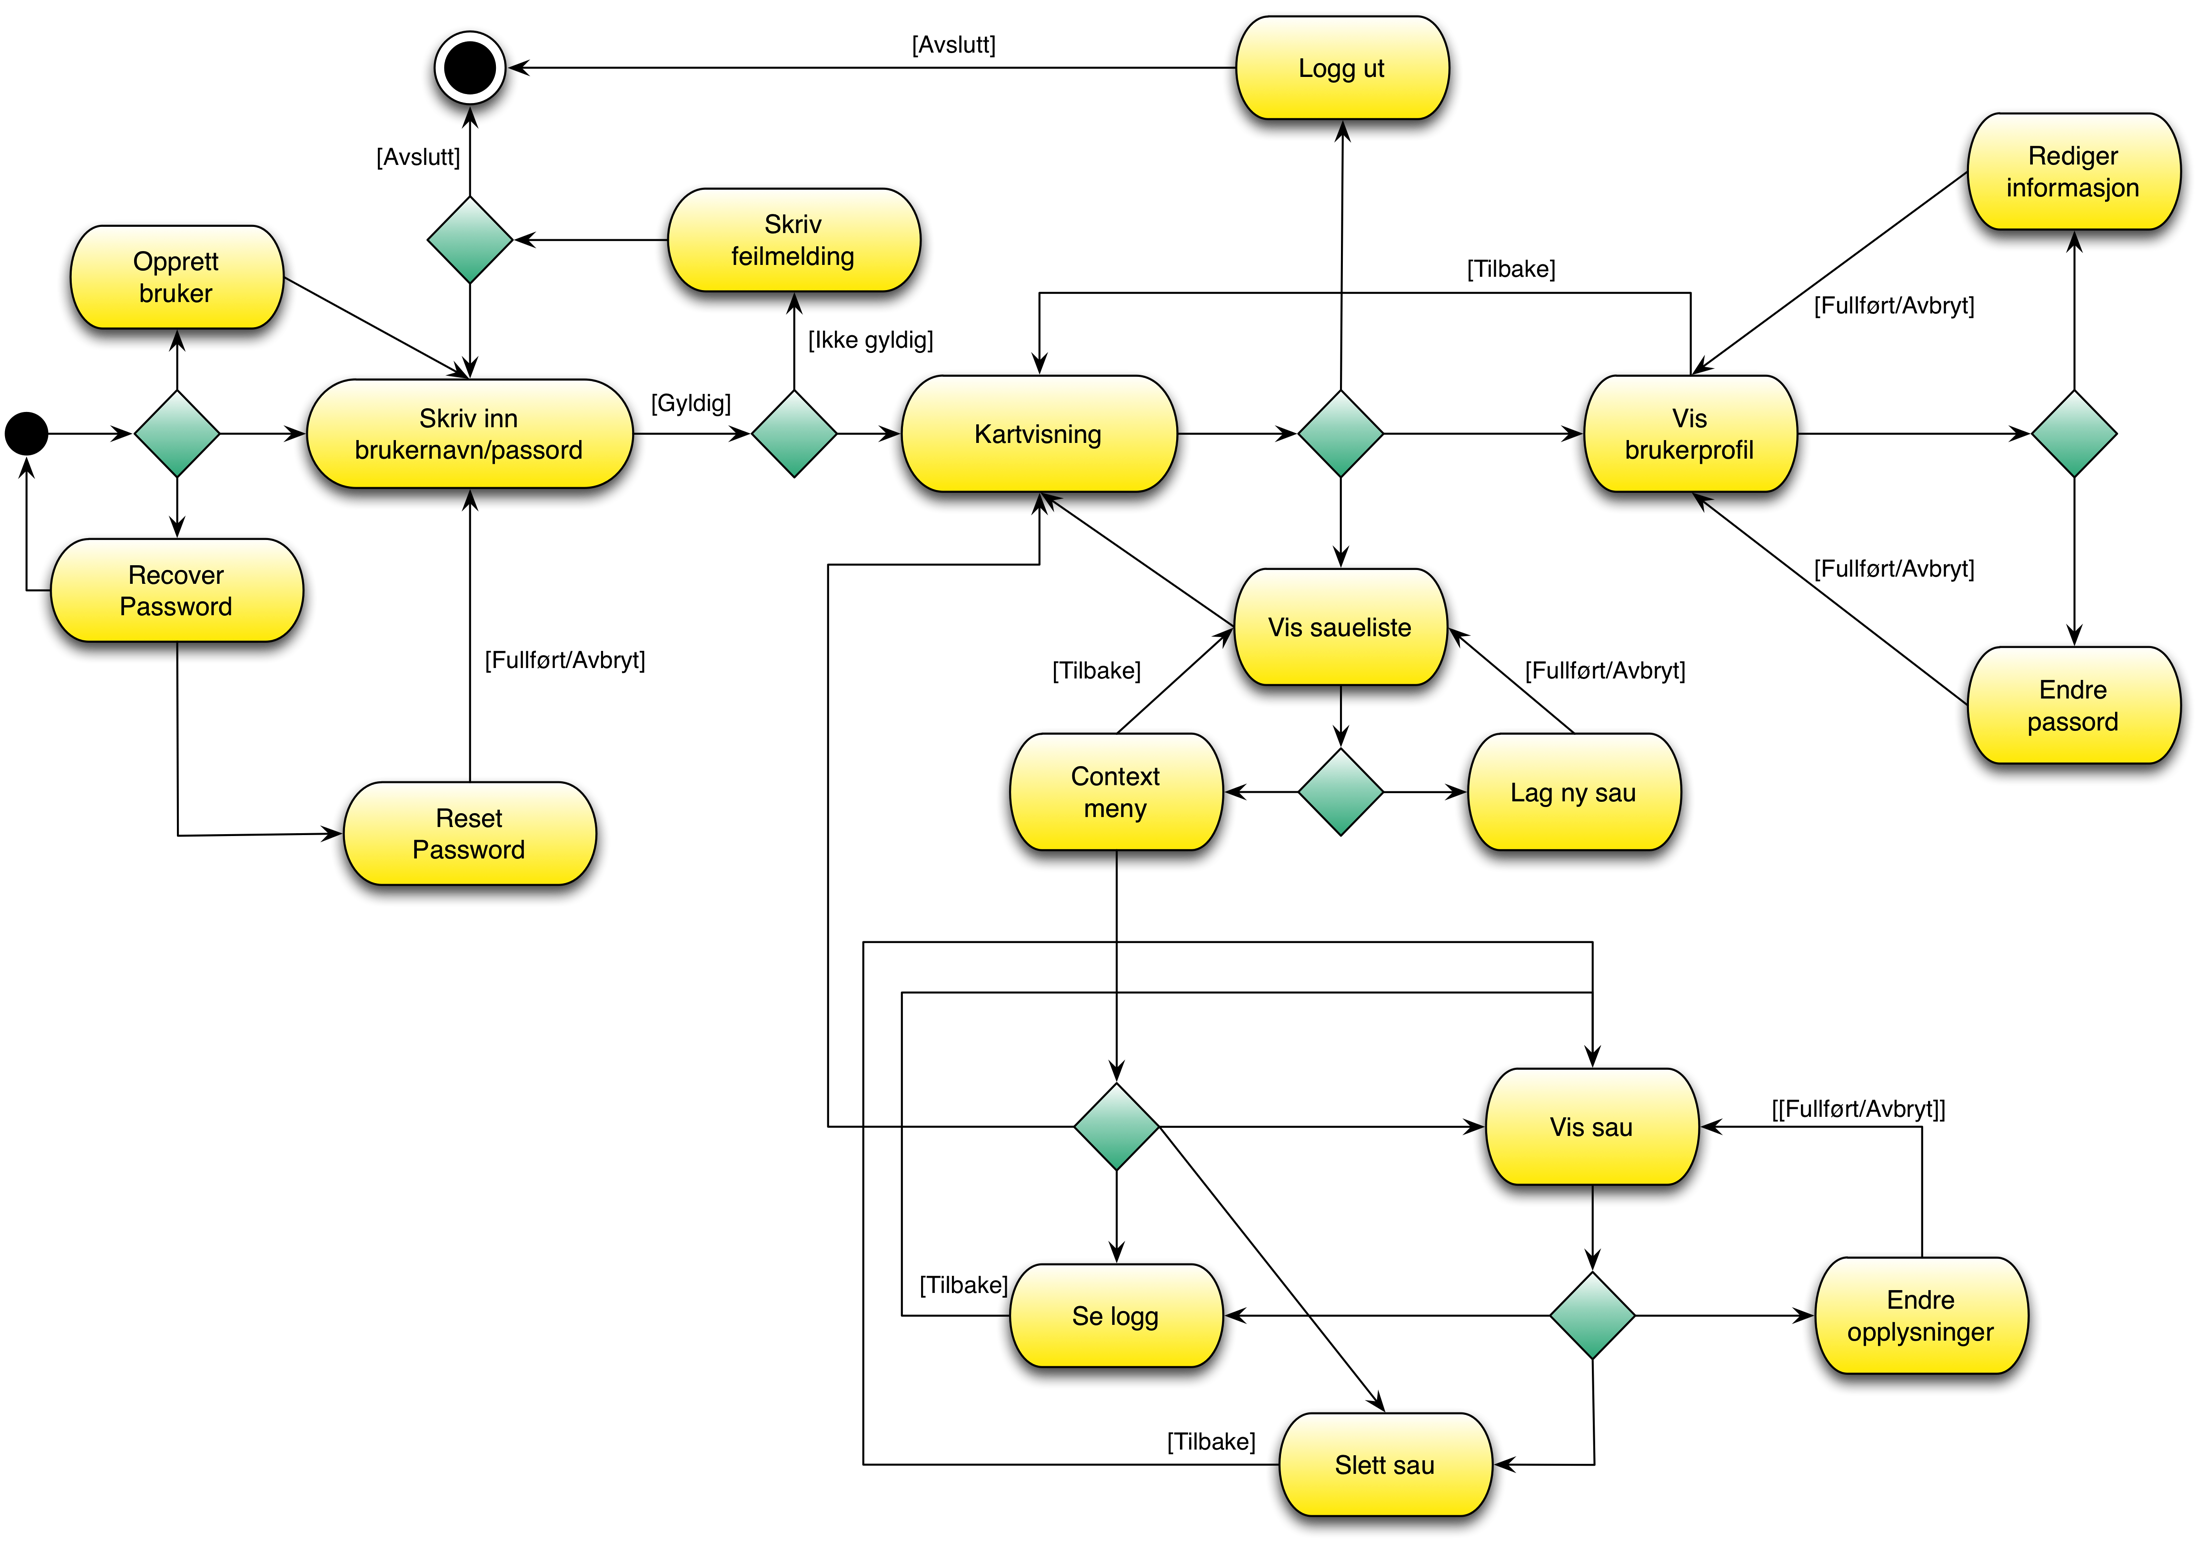 [Avslutt]
Logg ut
[Avslutt]
Rediger
informasjon
Skriv
feilmelding
Opprett
bruker
[Tilbake]
[Fullført/Avbryt]
[Ikke gyldig]
[Gyldig]
Skriv inn
brukernavn/passord
Kartvisning
Vis
brukerprofil
Recover
Password
[Fullført/Avbryt]
Vis saueliste
[Fullført/Avbryt]
[Tilbake]
[Fullført/Avbryt]
Endre
passord
Context
meny
Lag ny sau
Reset
Password
[[Fullført/Avbryt]]
Vis sau
[Tilbake]
Se logg
Endre
opplysninger
[Tilbake]
Slett sau